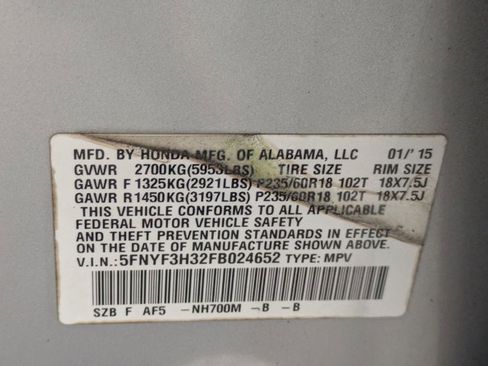 MFD. BY HONDA MFG. OF ALABAMA, LLC 01/'15
GVWR 2700KG(5953LBS) TIRE SIZE RIM SIZE
GAWR F 1325KG(2921LBS) P235/60R18 102T 18X7.5J
GAWR R1450KG(3197LBS) P235/60R18 102T 18X7.5J
THIS VEHICLE CONFORMS TO ALL APPLICABLE
FEDERAL MOTOR VEHICLE SAFETY
AND THEFT PREVENTION STANDARDS IN EFFECT
ON THE DATE OF MANUFACTURE SHOWN ABOVE.
V.I.N.: 5FNYF3H32FB024652 TYPE: MPV
SZB F AF5 -NH700M -B -B